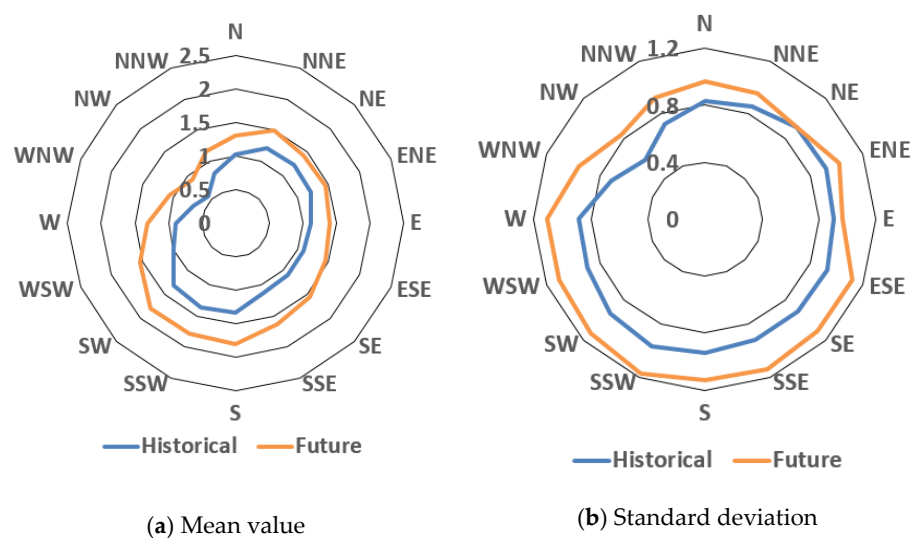 N
NNE
NE
ENE
E
ESE
SE
SSE
S
SSW
SW
WSW
W
WNW
NW
NNW
2.5
2
1.5
1
0.5
0
Historical
Future
(a) Mean value
N
NNE
NE
ENE
E
ESE
SE
SSE
S
SSW
SW
WSW
W
WNW
NW
NNW
1.2
0.8
0.4
0
Historical
Future
(b) Standard deviation